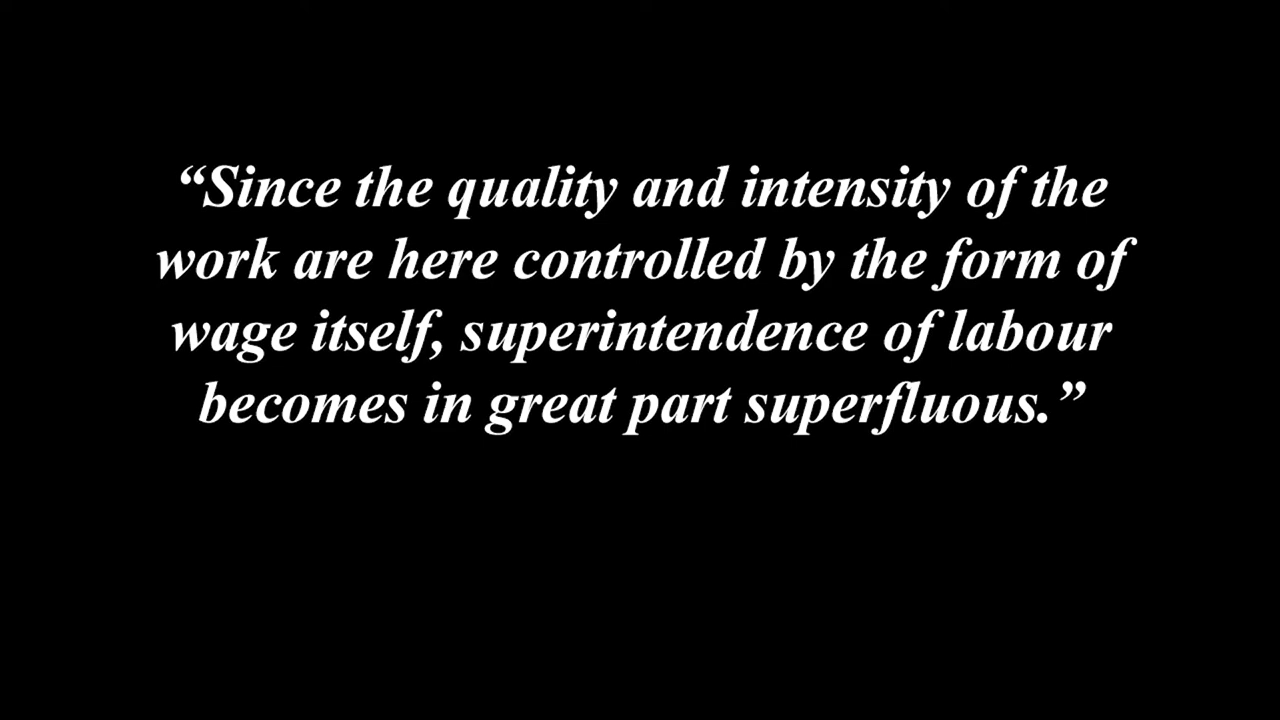 “Since the quality and intensity of the
work are here controlled by the form of
wage itself, superintendence of labour
becomes in great part superfluous.”